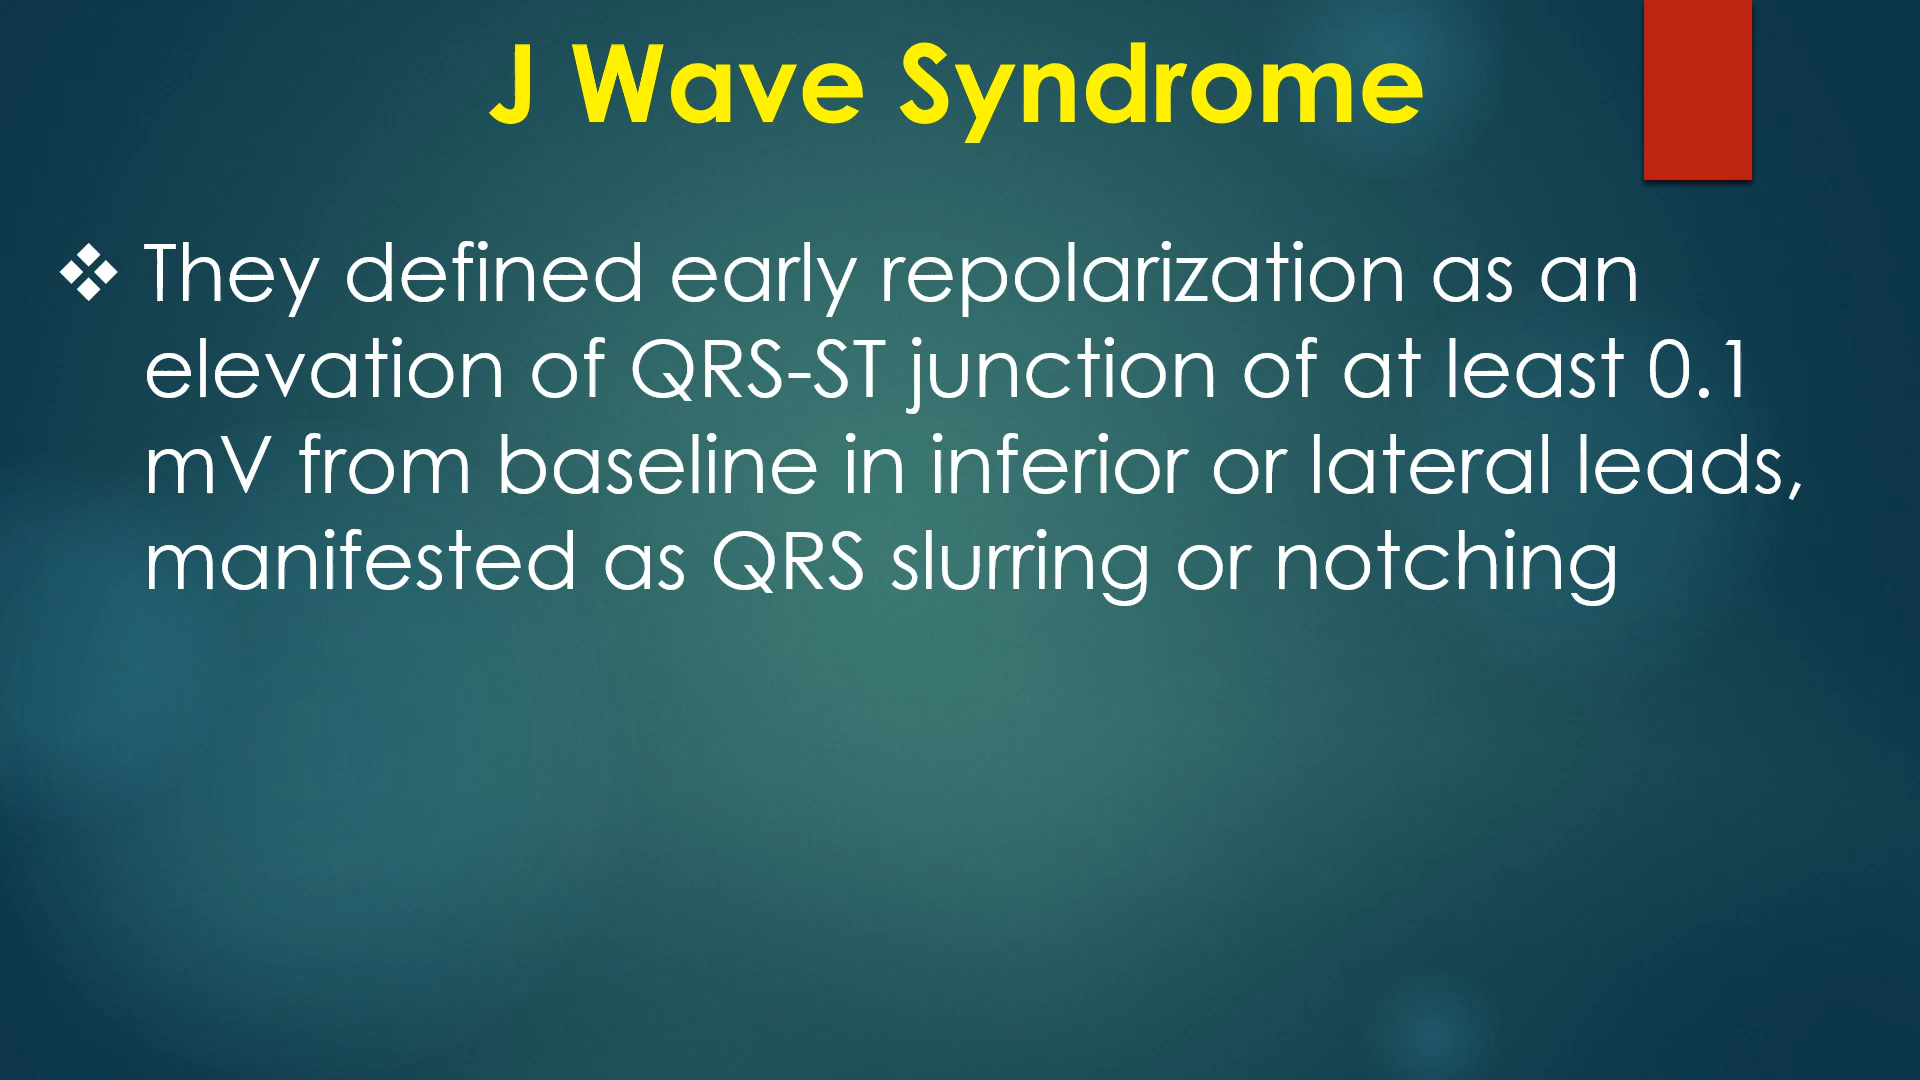 J Wave Syndrome
❖ They defined early repolarization as an
elevation of QRS-ST junction of at least 0.1
mV from baseline in inferior or lateral leads,
manifested as QRS slurring or notching